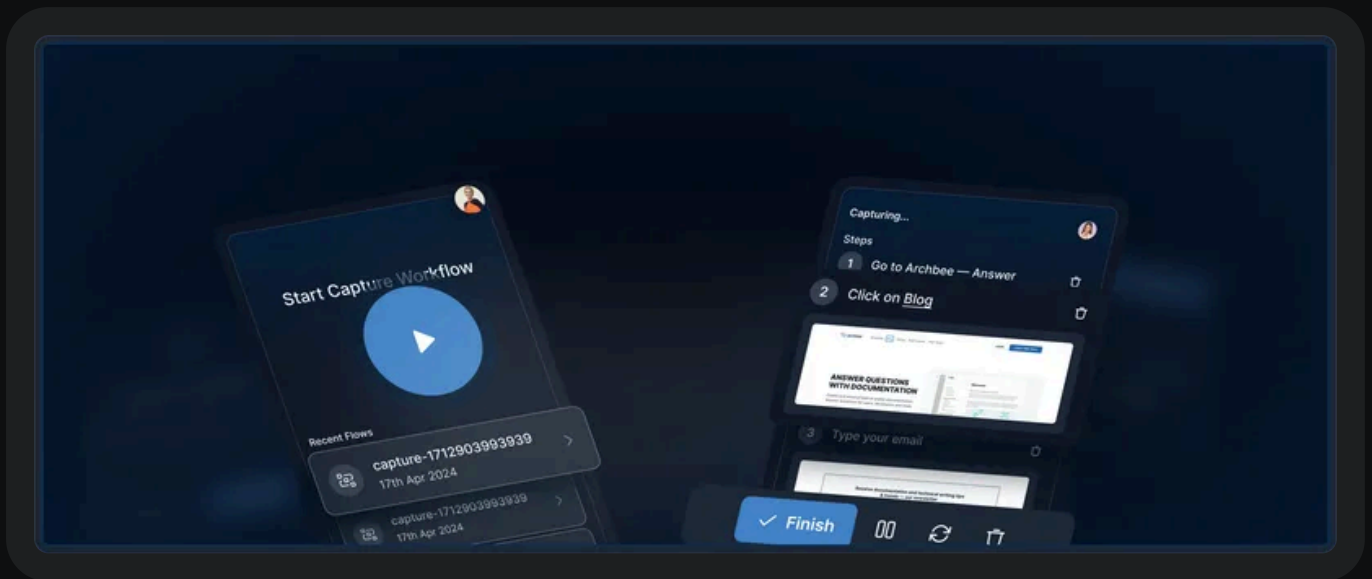 Start Capture Workflow
Recent Flows
capture-1712903993939
17th Apr 2024
capture-1712903993939
17th Apr 2024
Capturing...
Steps
1 Go to Archbee — Answer
2 Click on Blog
ANSWER QUESTIONS
WITH DOCUMENTATION
3 Type your email
Finish